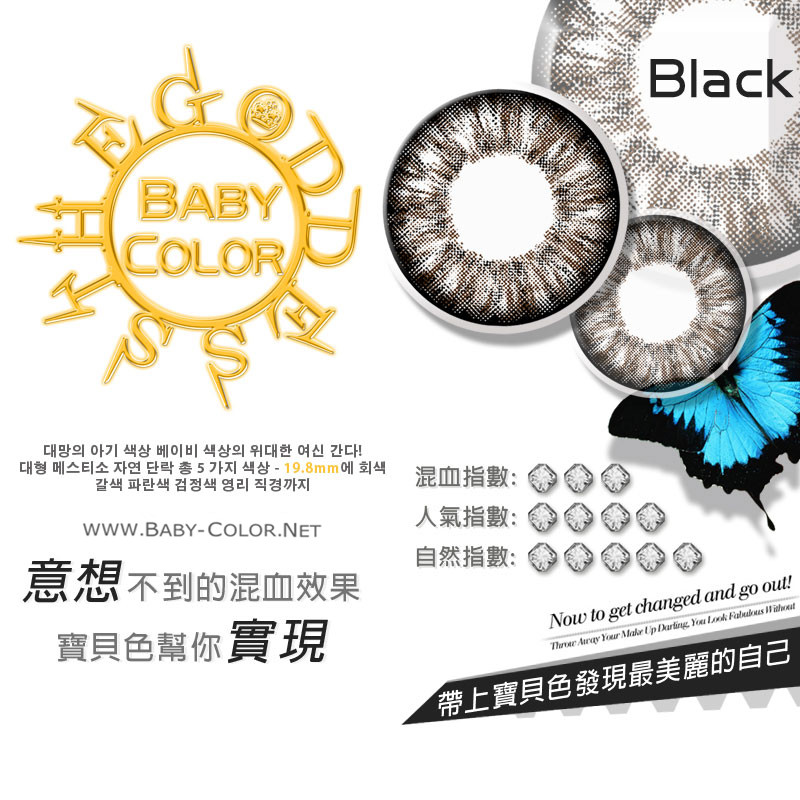 THE GODDESS
BABY
COLOR
Black
대망의 아기 색상 베이비 색상의 위대한 여신 간다!
대형 메스티소 자연 단락 총 5 가지 색상 - 19.8mm에 회색
갈색 파란색 검정색 영리 직경까지
WWW.BABY-COLOR.NET
意想不到的混血效果
寶貝色幫你實現
混血指數:
人氣指數:
自然指數:
Now to get changed and go out!
Throw Away Your Make Up Darling, You Look Fabulous Without
帶上寶貝色發現最美麗的自己